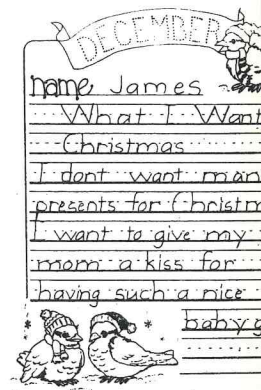 DECEMBER
name James
What I Want
Christmas
I dont want man
presents for Christm
I want to give my
mom a kiss for
having such a nice
baby g